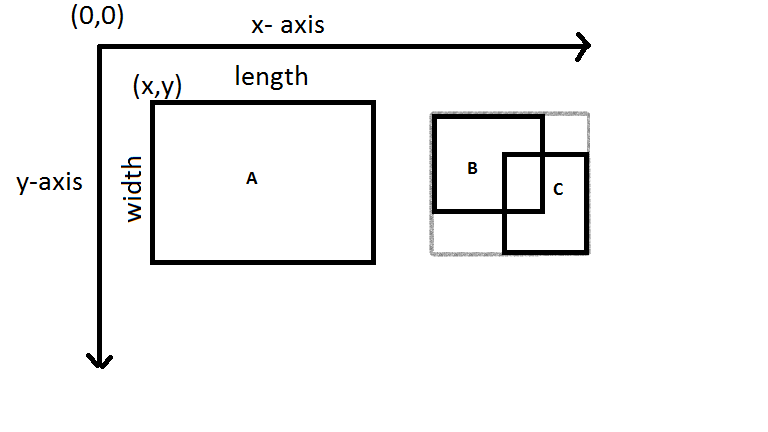 (0,0)
x- axis
(x,y)
length
y-axis
width
A
B
C